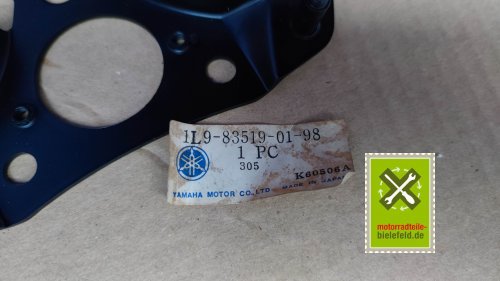 1L9-83519-01-98
1 PC
305
K60506A
YAMAHA MOTOR CO., LTD. MADE IN JAPAN
motorradteile-
bielefeld.de